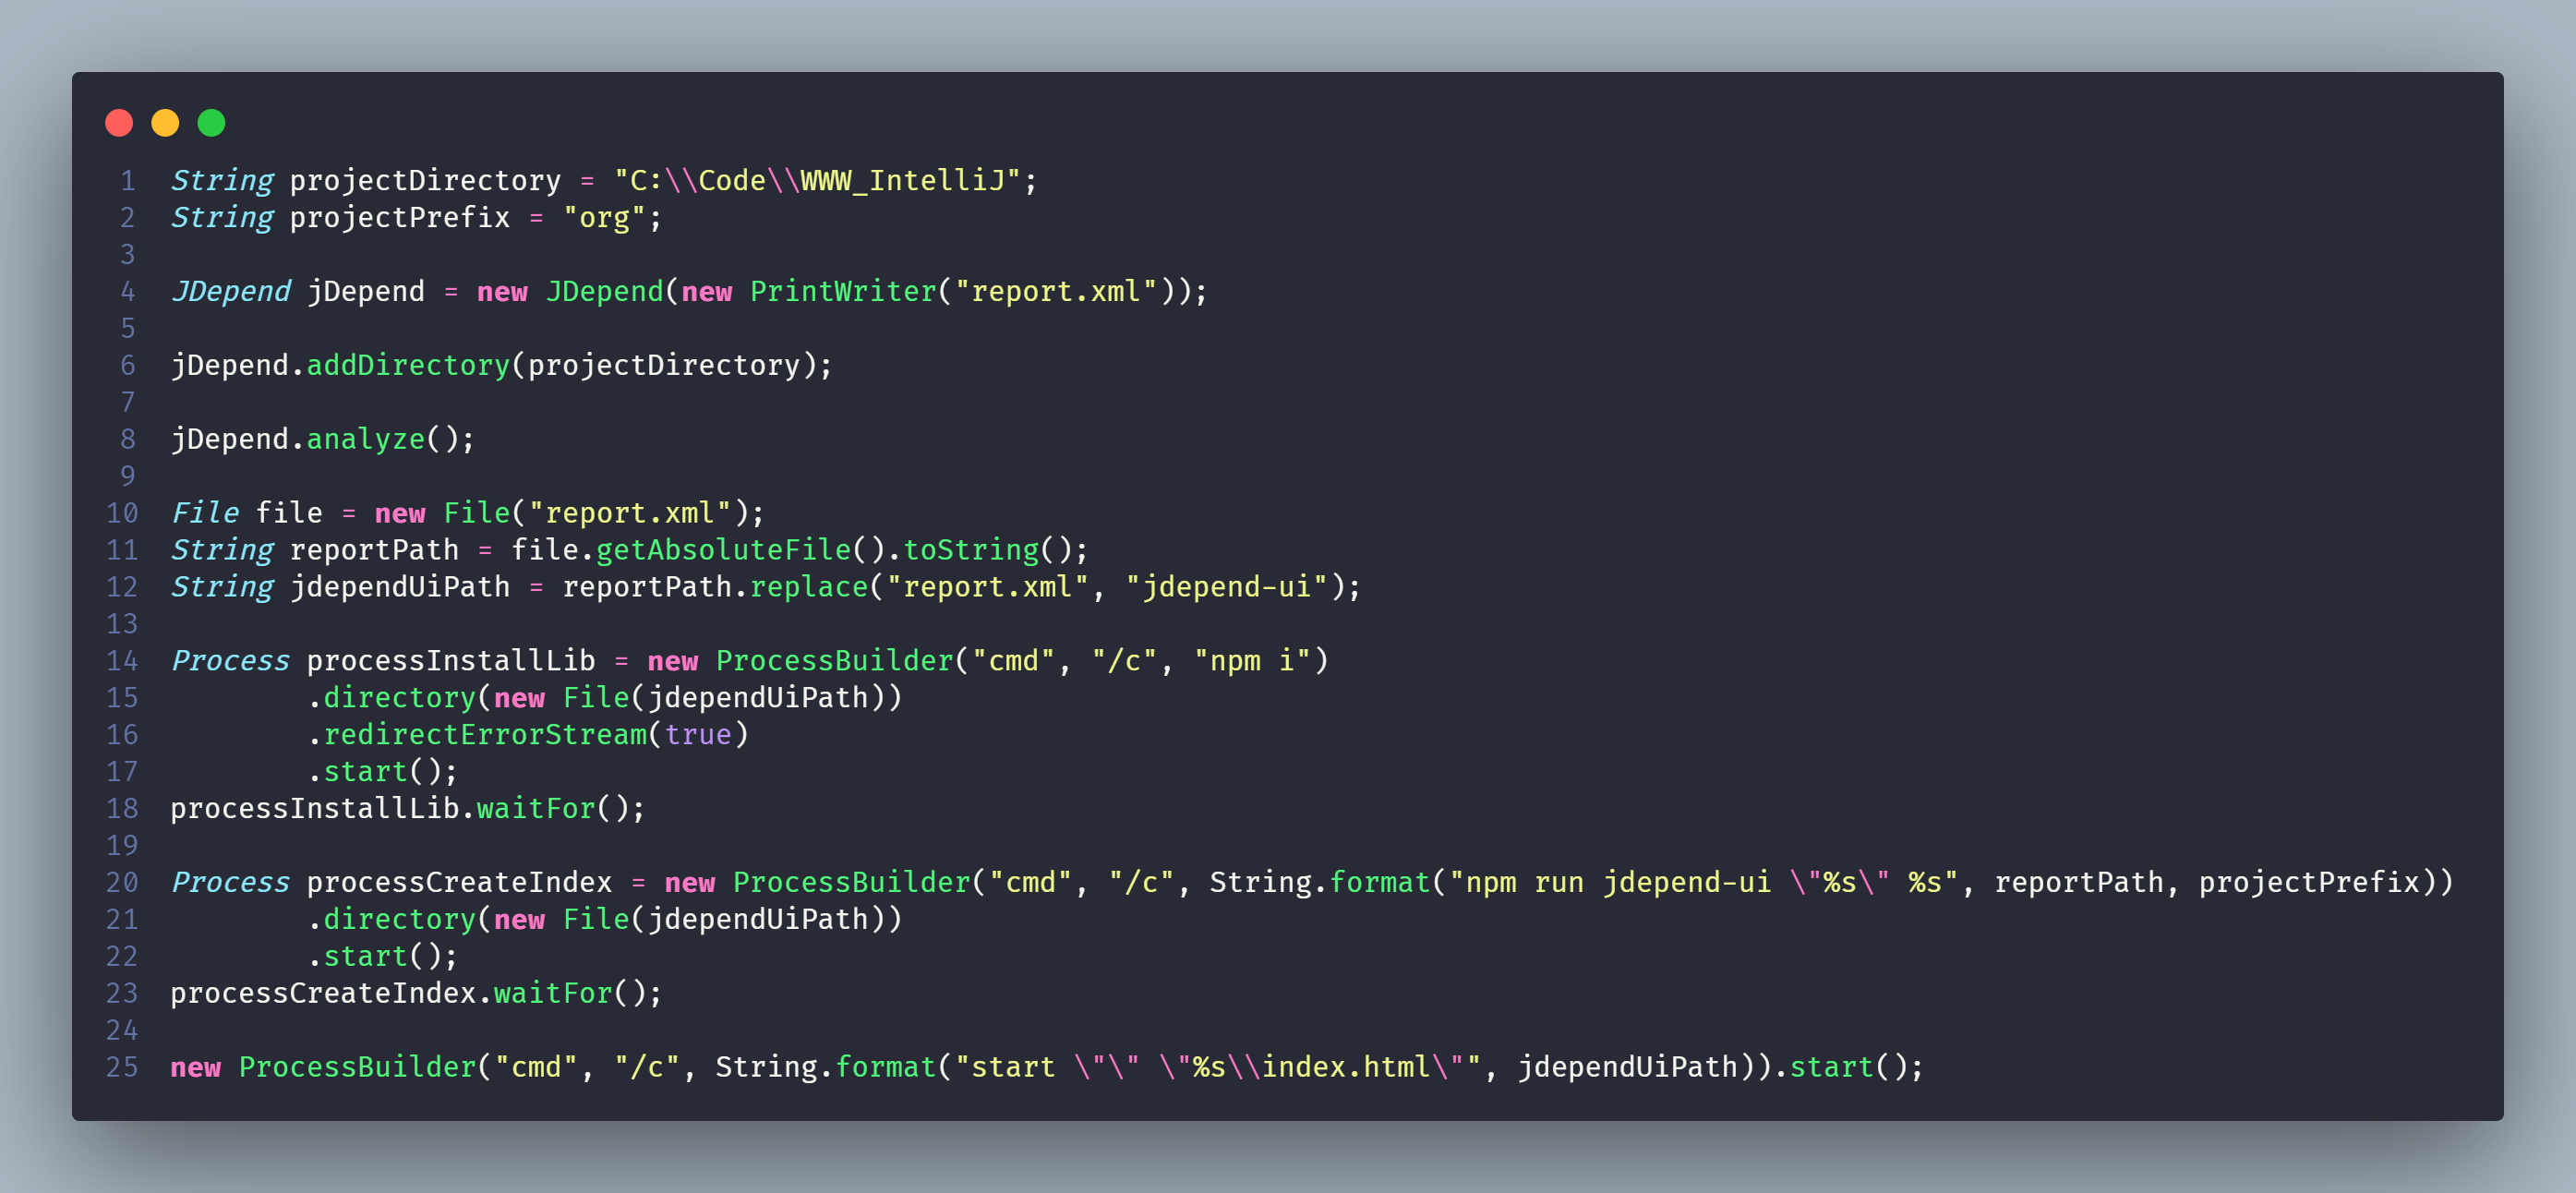 1 String projectDirectory = "C:\\Code\\WWW_IntelliJ";
2 String projectPrefix = "org";
3
4 JDepend jDepend = new JDepend(new PrintWriter("report.xml"));
5
6 jDepend.addDirectory(projectDirectory);
7
8 jDepend.analyze();
9
10 File file = new File("report.xml");
11 String reportPath = file.getAbsoluteFile().toString();
12 String jdependUiPath = reportPath.replace("report.xml", "jdepend-ui");
13
14 Process processInstallLib = new ProcessBuilder("cmd", "/c", "npm i")
15         .directory(new File(jdependUiPath))
16         .redirectErrorStream(true)
17         .start();
18 processInstallLib.waitFor();
19
20 Process processCreateIndex = new ProcessBuilder("cmd", "/c", String.format("npm run jdepend-ui \"%s\" %s", reportPath, projectPrefix))
21         .directory(new File(jdependUiPath))
22         .start();
23 processCreateIndex.waitFor();
24
25 new ProcessBuilder("cmd", "/c", String.format("start \"\" \"%s\\index.html\"", jdependUiPath)).start();